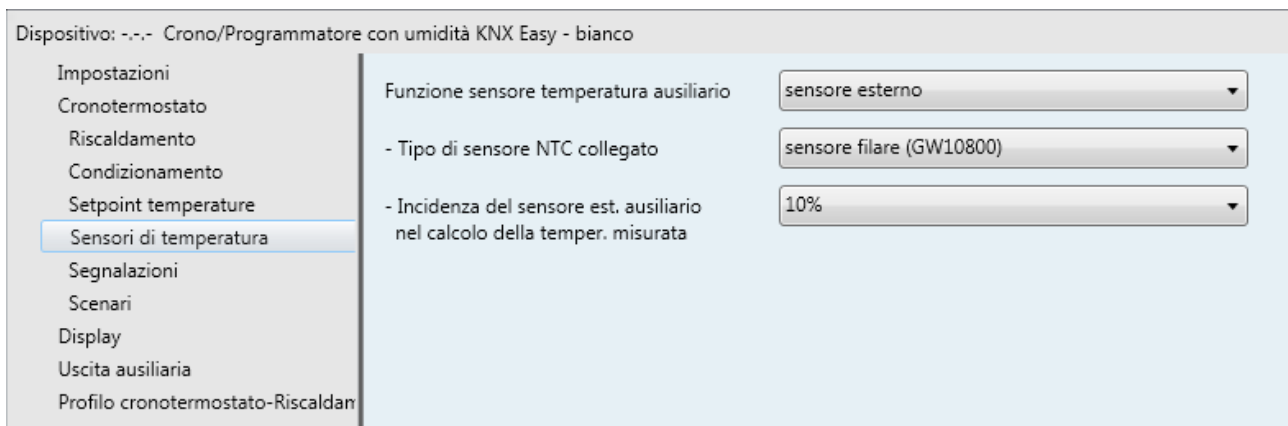 Dispositivo: -.-.- Crono/Programmatore con umidità KNX Easy - bianco
Impostazioni
Cronotermostato
Riscaldamento
Condizionamento
Setpoint temperature
Sensori di temperatura
Segnalazioni
Scenari
Display
Uscita ausiliaria
Profilo cronotermostato-Riscaldam
Funzione sensore temperatura ausiliario
sensore esterno
- Tipo di sensore NTC collegato
sensore filare (GW10800)
- Incidenza del sensore est. ausiliario
nel calcolo della temper. misurata
10%